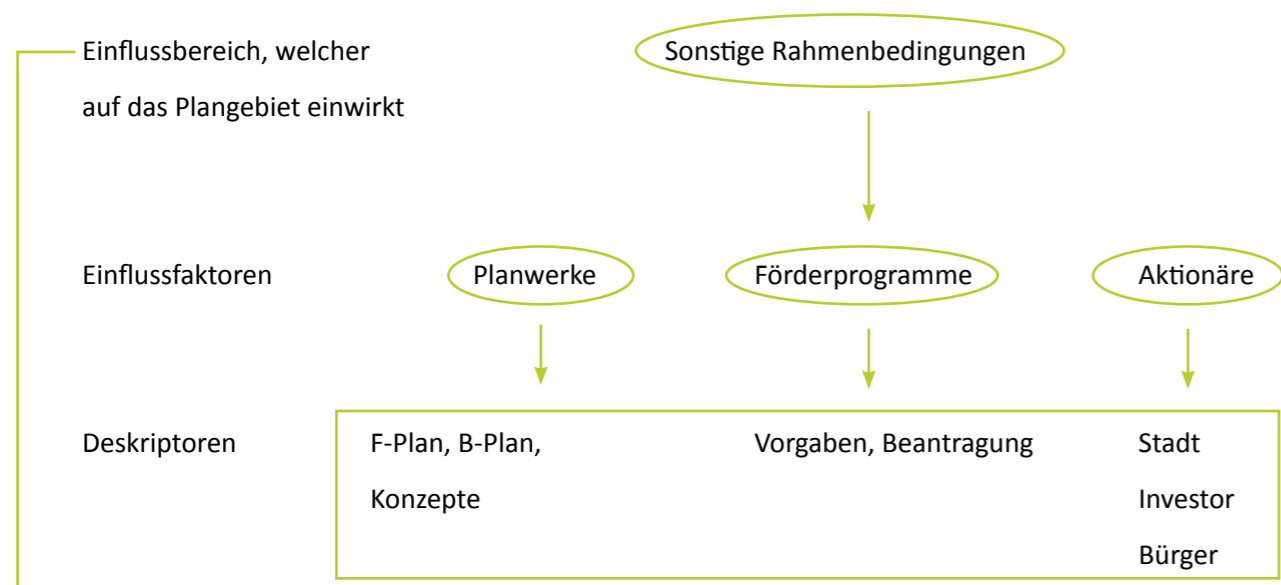 Einflussbereich, welcher
Sonstige Rahmenbedingungen
auf das Plangebiet einwirkt
Einflussfaktoren
Planwerke
Förderprogramme
Aktionäre
Deskriptoren
F-Plan, B-Plan,
Konzepte
Vorgaben, Beantragung
Stadt
Investor
Bürger